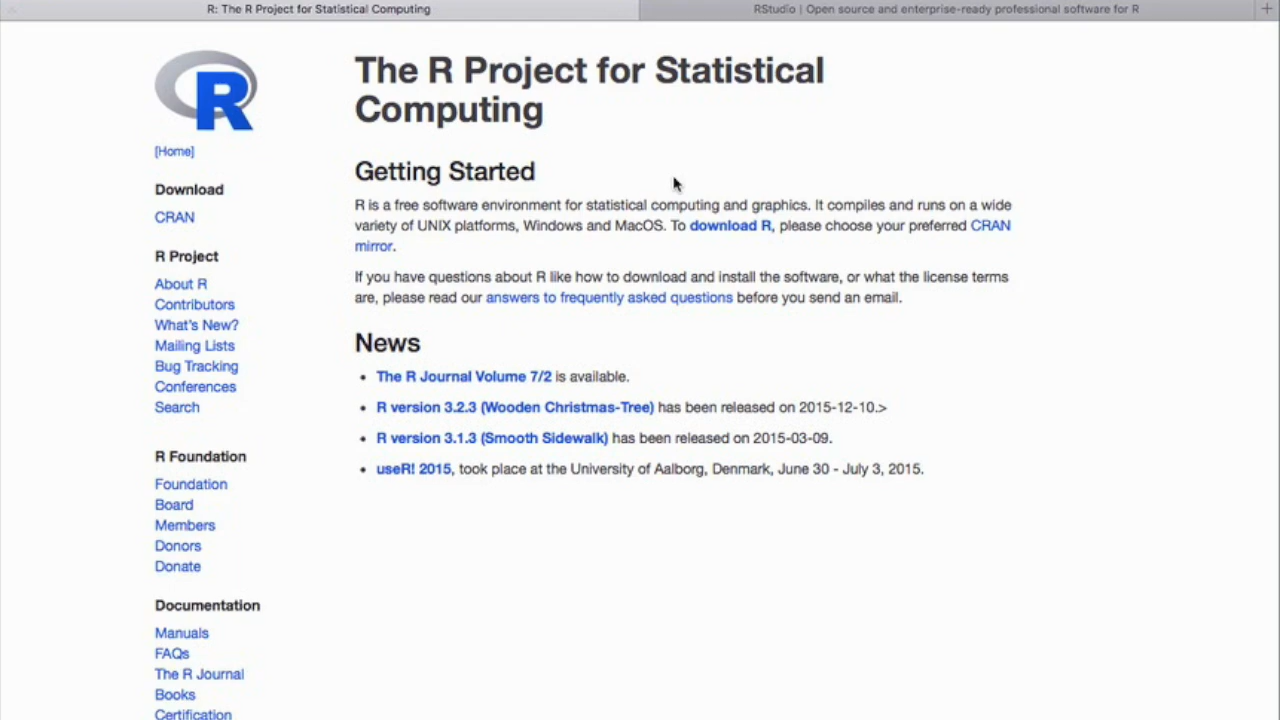 R: The R Project for Statistical Computing
RStudio | Open source and enterprise-ready professional software for R
R
[Home]
Download
CRAN
R Project
About R
Contributors
What's New?
Mailing Lists
Bug Tracking
Conferences
Search
R Foundation
Foundation
Board
Members
Donors
Donate
Documentation
Manuals
FAQs
The R Journal
Books
Certification
The R Project for Statistical
Computing
Getting Started
R is a free software environment for statistical computing and graphics. It compiles and runs on a wide
variety of UNIX platforms, Windows and MacOS. To download R, please choose your preferred CRAN
mirror.
If you have questions about R like how to download and install the software, or what the license terms
are, please read our answers to frequently asked questions before you send an email.
News
• The R Journal Volume 7/2 is available.
• R version 3.2.3 (Wooden Christmas-Tree) has been released on 2015-12-10.>
• R version 3.1.3 (Smooth Sidewalk) has been released on 2015-03-09.
• useR! 2015, took place at the University of Aalborg, Denmark, June 30 - July 3, 2015.